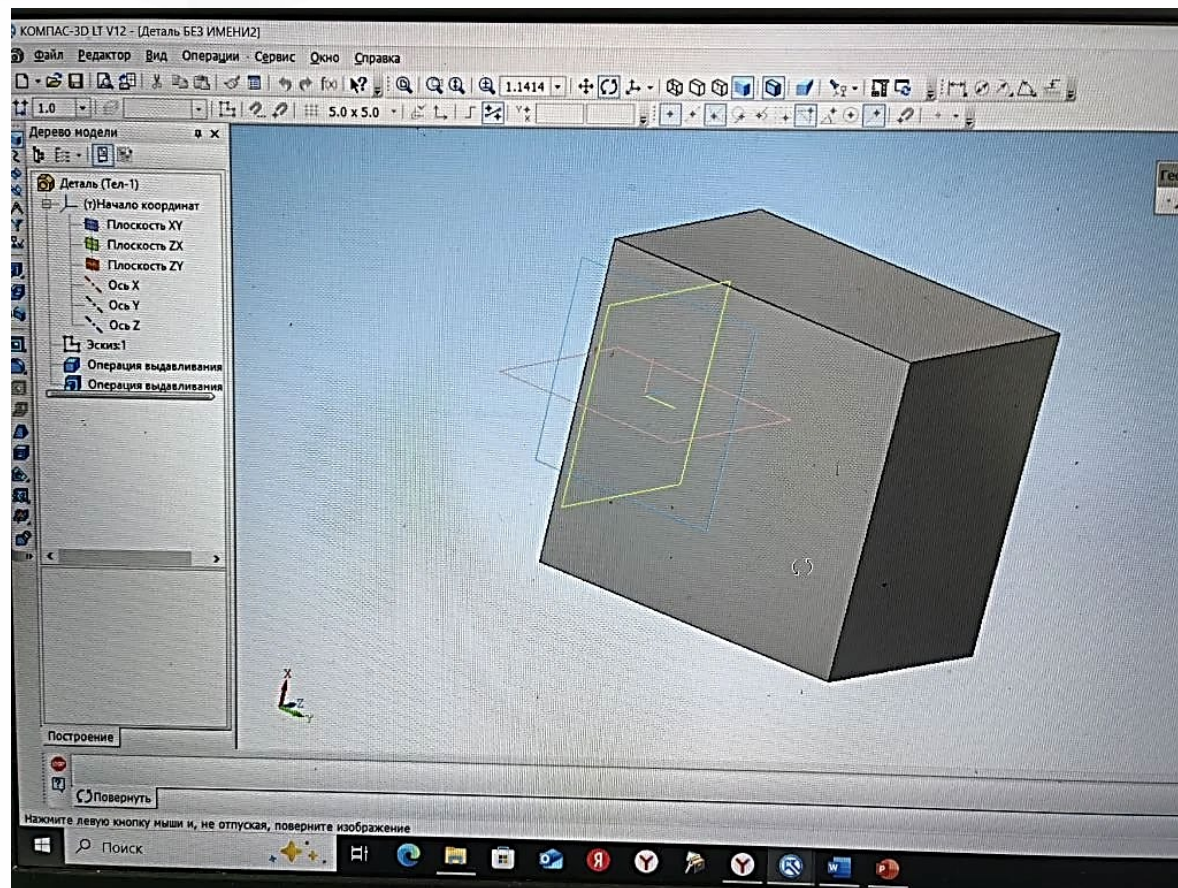 КОМПАС-3D LT V12 - [Деталь БЕЗ ИМЕНИ2]
Файл Редактор Вид Операции Сервис Окно Справка
1.1414
1.0 5.0 x 5.0
Дерево модели
Деталь (Тел-1)
(т)Начало координат
Плоскость XY
Плоскость ZX
Плоскость ZY
Ось X
Ось Y
Ось Z
Эскиз:1
Операция выдавливания
Операция выдавливания
X
Z
Y
Построение
STOP
Повернуть
Нажмите левую кнопку мыши и, не отпуская, поверните изображение
Поиск